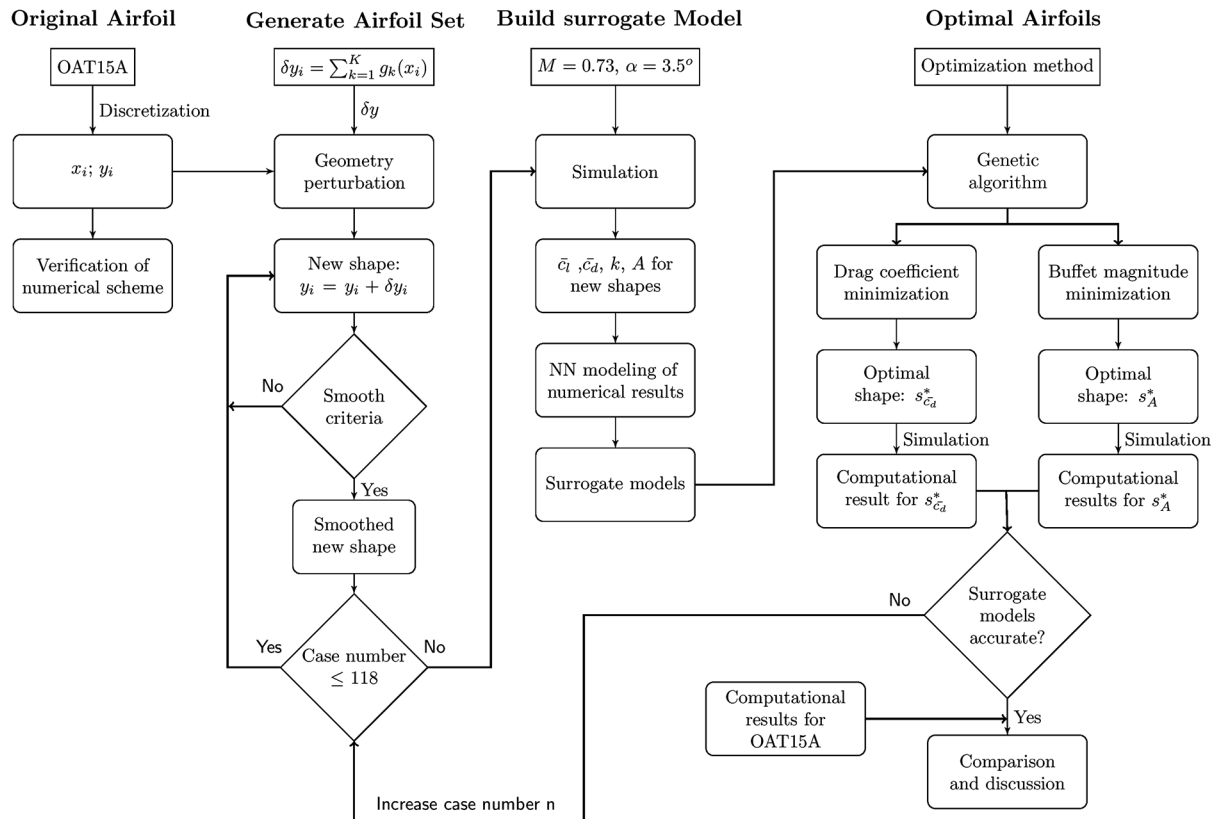 Original Airfoil
OAT15A
Discretization
x_i; y_i
Verification of
numerical scheme
Generate Airfoil Set
δy_i = ∑_{k=1}^{K} g_k(x_i)
δy
Geometry
perturbation
New shape:
y_i = y_i + δy_i
No
Smooth
criteria
Yes
Smoothed
new shape
Yes
Case number
≤ 118
No
Increase case number n
Build surrogate Model
M = 0.73, α = 3.5^o
Simulation
c̄_l ,c̄_d, k, A for
new shapes
NN modeling of
numerical results
Surrogate models
Optimal Airfoils
Optimization method
Genetic
algorithm
Drag coefficient
minimization
Buffet magnitude
minimization
Optimal
shape: s*_{c̄_d}
Optimal
shape: s*_A
Simulation
Simulation
Computational
result for s*_{c̄_d}
Computational
results for s*_A
No
Surrogate
models
accurate?
Computational
results for
OAT15A
Yes
Comparison
and discussion